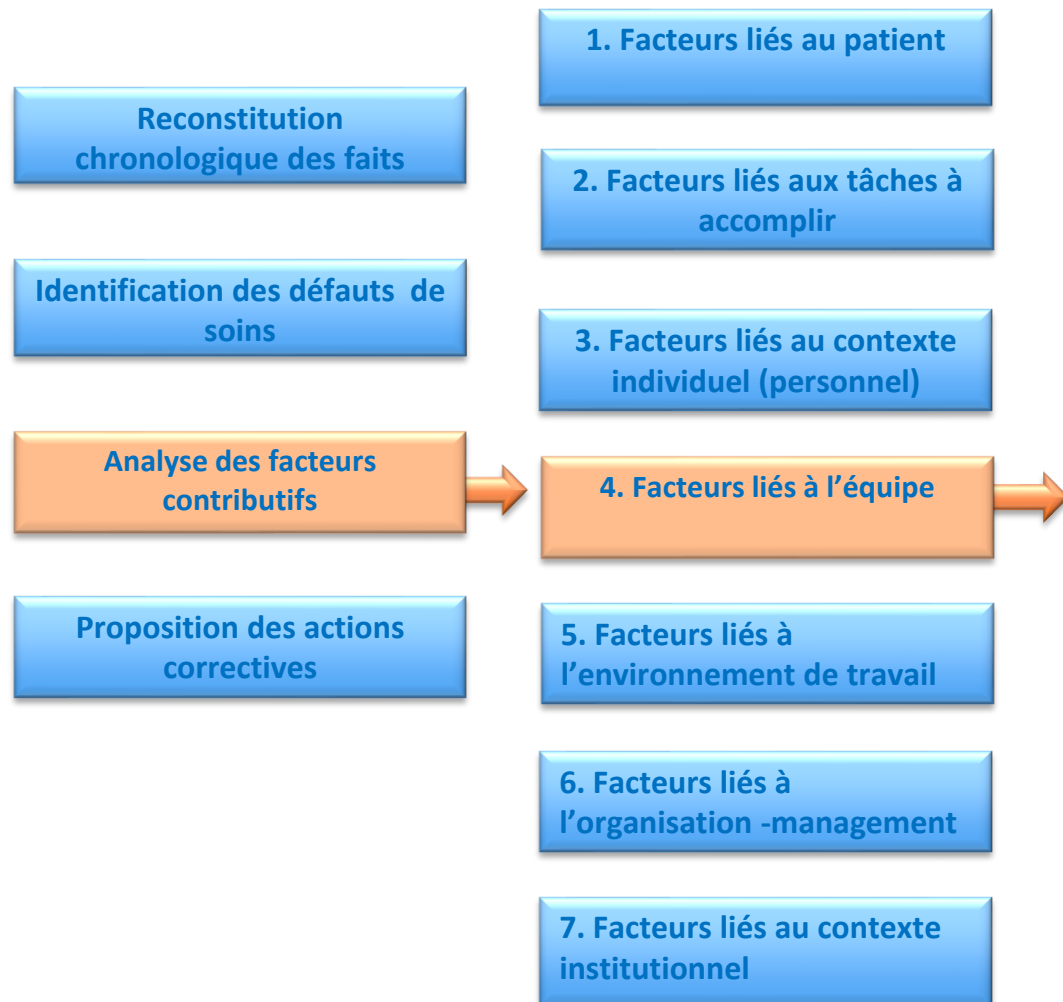 Reconstitution
chronologique des faits
Identification des défauts  de
soins
Analyse des facteurs
contributifs
Proposition des actions
correctives
1. Facteurs liés au patient
2. Facteurs liés aux tâches à
accomplir
3. Facteurs liés au contexte
individuel (personnel)
4. Facteurs liés à l’équipe
5. Facteurs liés à
l’environnement de travail
6. Facteurs liés à
l’organisation -management
7. Facteurs liés au contexte
institutionnel